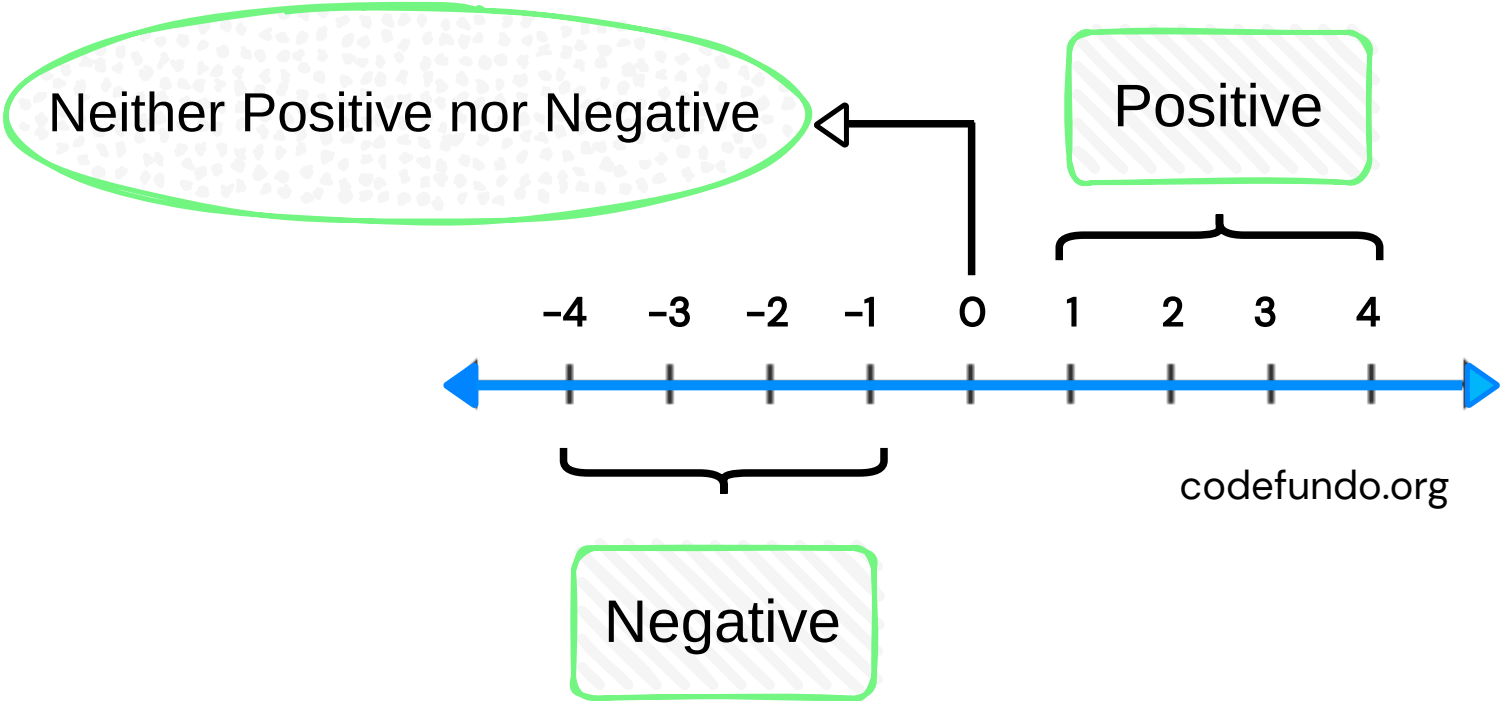 Neither Positive nor Negative
Positive
–4 –3 –2 –1 0 1 2 3 4
codefundo.org
Negative